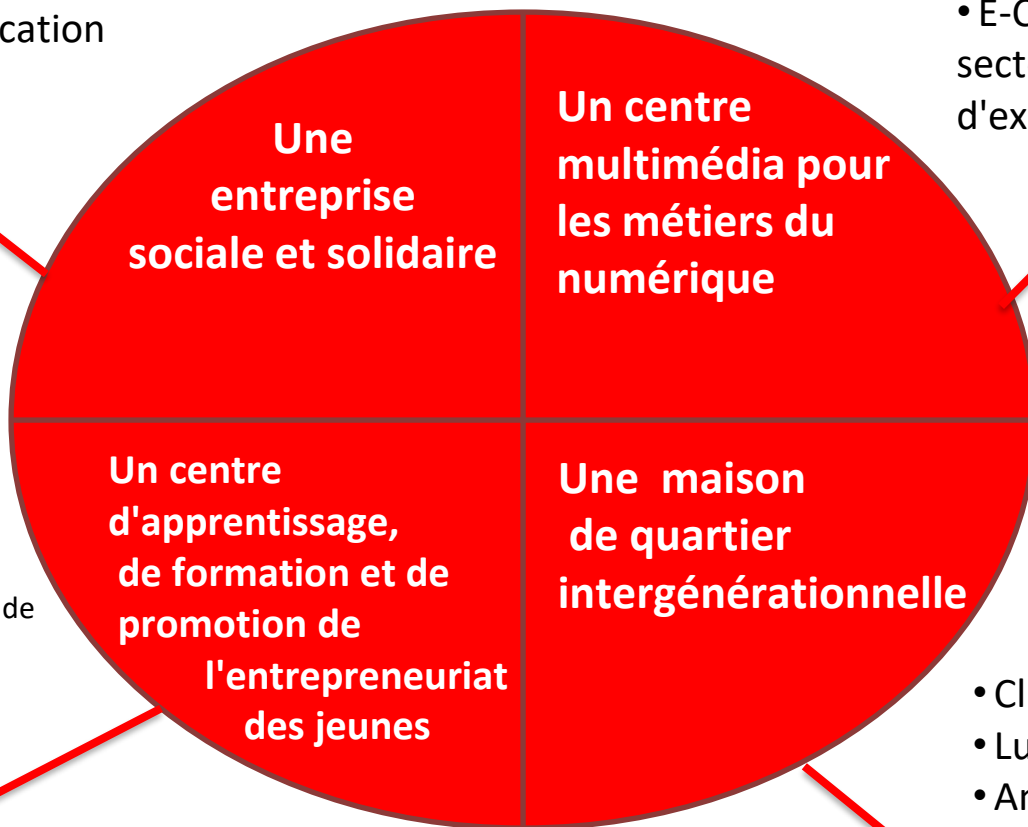 Une
entreprise
sociale et solidaire
Un centre
multimédia pour
les métiers du
numérique
Un centre
d'apprentissage,
de formation et de
promotion de
l'entrepreneuriat
des jeunes
Une maison
de quartier
intergénérationnelle
de